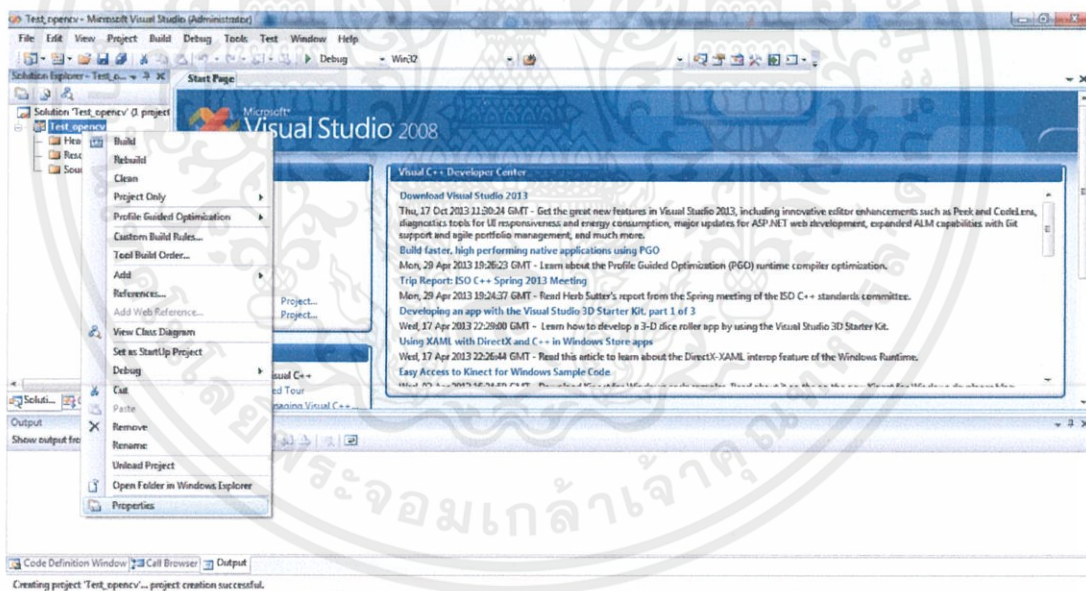 Test_opencv - Microsoft Visual Studio (Administrator)
File Edit View Project Build Debug Tools Test Window Help
Debug Win32
Solution Explorer - Test_o...
Start Page
Solution 'Test_opencv' (1 project
Test_opencv
Hea
Reso
Sour
Microsoft
Visual Studio 2008
Build
Rebuild
Clean
Project Only
Profile Guided Optimization
Custom Build Rules...
Tool Build Order...
Add
References...
Add Web Reference...
View Class Diagram
Set as StartUp Project
Debug
Cut
Paste
Remove
Rename
Unload Project
Open Folder in Windows Explorer
Properties
Project...
Project...
sual C++
ed Tour
Visual C++ Developer Center
Download Visual Studio 2013
Thu, 17 Oct 2013 11:30:24 GMT - Get the great new features in Visual Studio 2013, including innovative editor enhancements such as Peek and CodeLens,
diagnostics tools for UI responsiveness and energy consumption, major updates for ASP.NET web development, expanded ALM capabilities with Git
support and agile portfolio management, and much more.
Build faster, high performing native applications using PGO
Mon, 29 Apr 2013 19:26:23 GMT - Learn about the Profile Guided Optimization (PGO) runtime compiler optimization.
Trip Report: ISO C++ Spring 2013 Meeting
Mon, 29 Apr 2013 19:24:37 GMT - Read Herb Sutter's report from the Spring meeting of the ISO C++ standards committee.
Developing an app with the Visual Studio 3D Starter Kit, part 1 of 3
Wed, 17 Apr 2013 22:29:00 GMT - Learn how to develop a 3-D dice roller app by using the Visual Studio 3D Starter Kit.
Using XAML with DirectX and C++ in Windows Store apps
Wed, 17 Apr 2013 22:26:44 GMT - Read this article to learn about the DirectX-XAML interop feature of the Windows Runtime.
Easy Access to Kinect for Windows Sample Code
Soluti...
Output
Show output fro
Code Definition Window Call Browser Output
Creating project 'Test_opencv'... project creation successful.